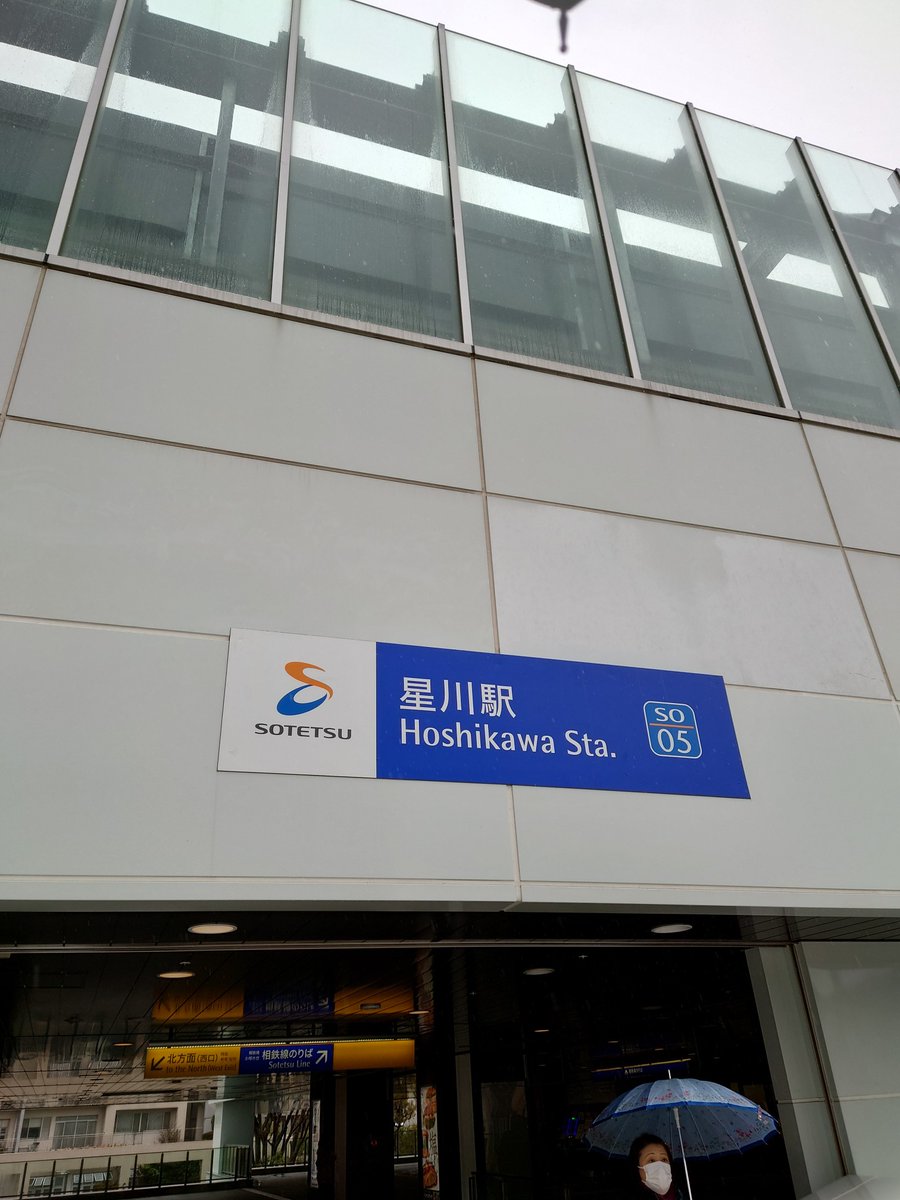 SOTETSU
星川駅
Hoshikawa Sta.
SO
05
北方面(西口)
to the North(West Exit)
相鉄線のりば
Sotetsu Line